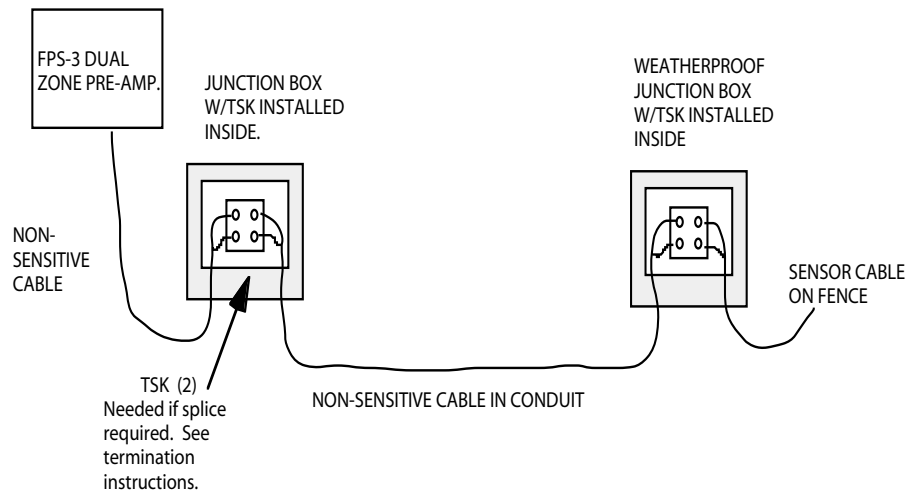 FPS-3 DUAL
ZONE PRE-AMP.
JUNCTION BOX
W/TSK INSTALLED
INSIDE.
WEATHERPROOF
JUNCTION BOX
W/TSK INSTALLED
INSIDE
NON-
SENSITIVE
CABLE
SENSOR CABLE
ON FENCE
TSK (2)
Needed if splice
required. See
termination
instructions.
NON-SENSITIVE CABLE IN CONDUIT